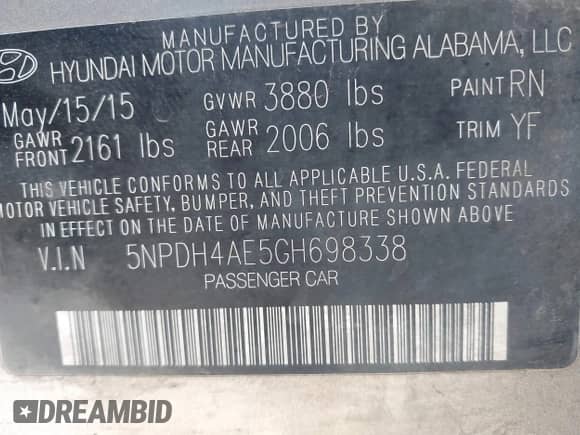 MANUFACTURED BY
HYUNDAI MOTOR MANUFACTURING ALABAMA, LLC
May/15/15 GVWR 3880 lbs PAINT RN
GAWR FRONT 2161 lbs GAWR REAR 2006 lbs TRIM YF
THIS VEHICLE CONFORMS TO ALL APPLICABLE U.S.A. FEDERAL
MOTOR VEHICLE SAFETY, BUMPER, AND THEFT PREVENTION STANDARDS
IN EFFECT ON THE DATE OF MANUFACTURE SHOWN ABOVE
V.I.N 5NPDH4AE5GH698338
PASSENGER CAR
DREAMBID